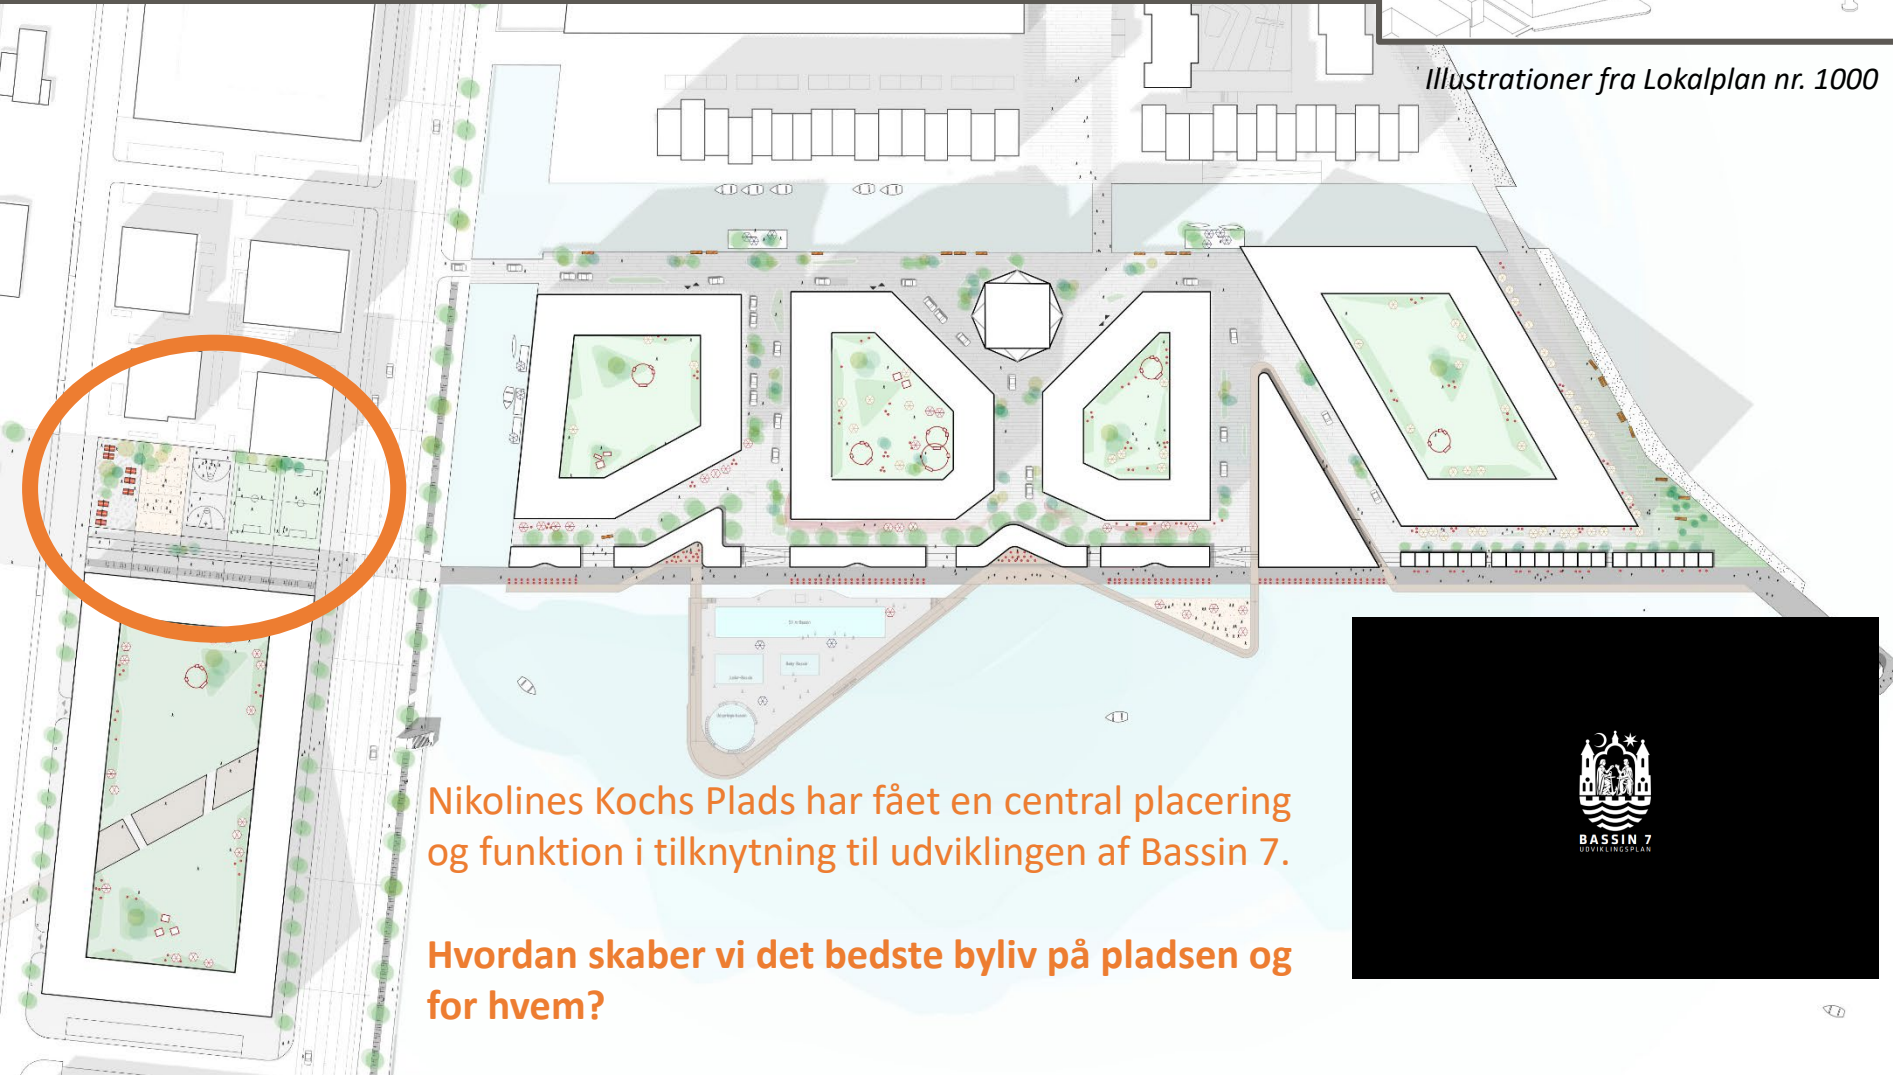 Illustrationer fra Lokalplan nr. 1000
Nikolines Kochs Plads har fået en central placering
og funktion i tilknytning til udviklingen af Bassin 7.
Hvordan skaber vi det bedste byliv på pladsen og
for hvem?
BASSIN 7
UDVIKLINGSPLAN